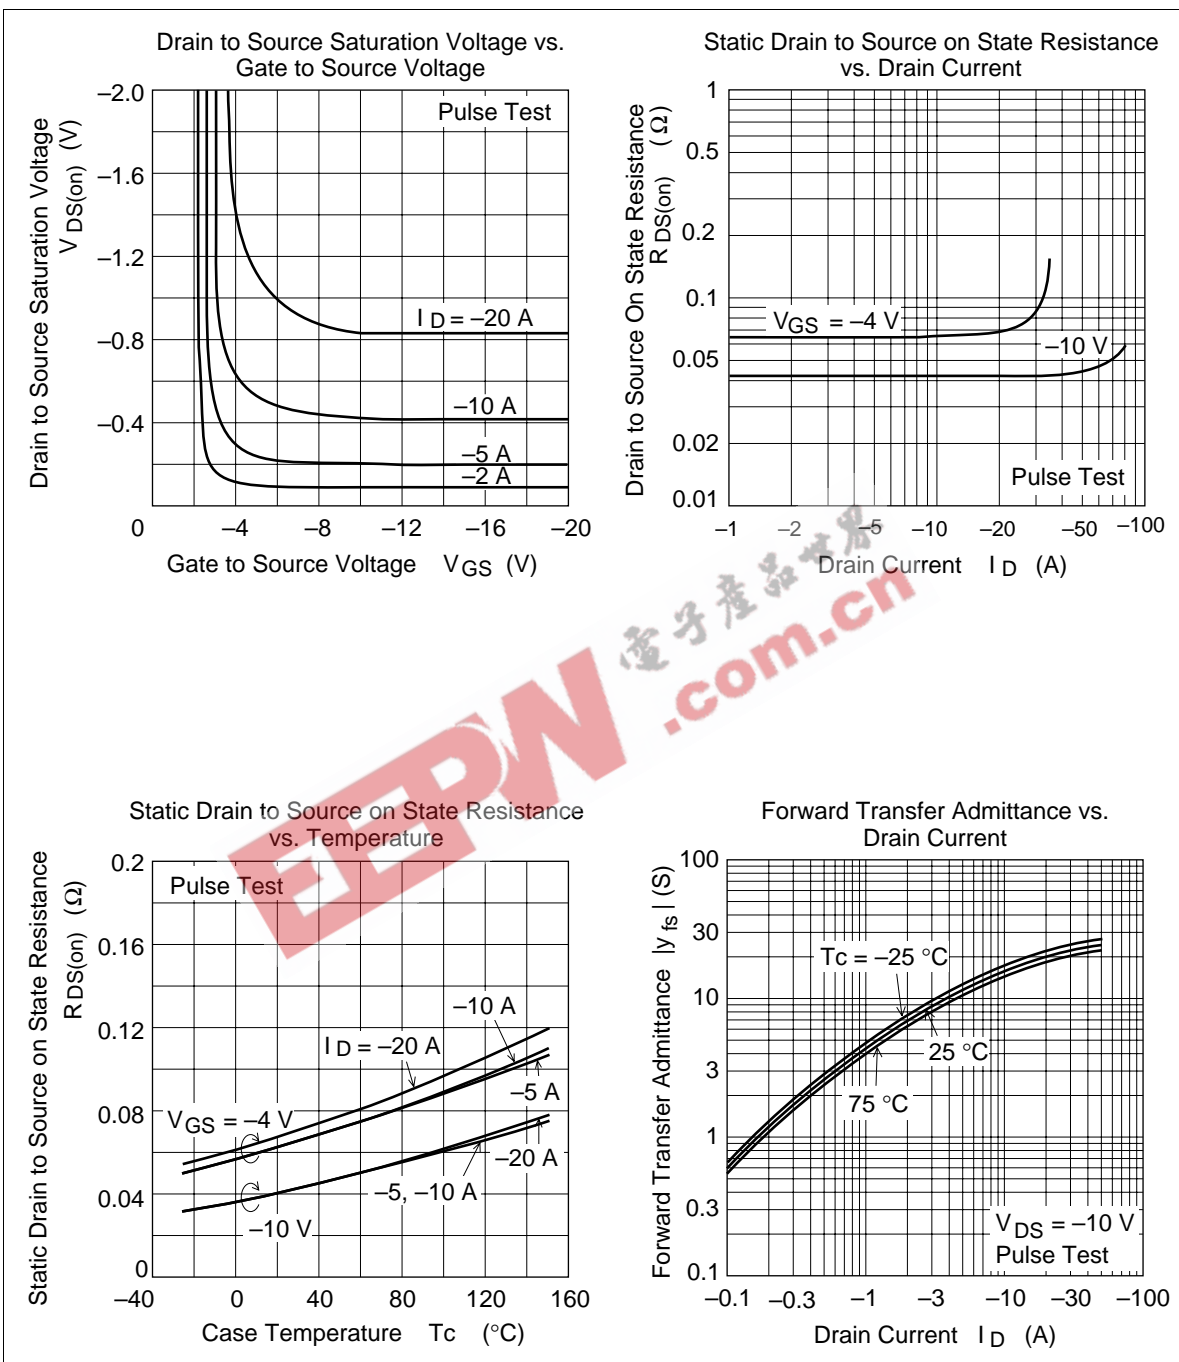 Drain to Source Saturation Voltage vs.
Gate to Source Voltage
Drain to Source Saturation Voltage
V DS(on) (V)
–2.0
–1.6
–1.2
–0.8
–0.4
Pulse Test
I D = –20 A
–10 A
–5 A
–2 A
0 –4 –8 –12 –16 –20
Gate to Source Voltage V GS (V)
Static Drain to Source on State Resistance
vs. Drain Current
Drain to Source On State Resistance
R DS(on) (Ω)
1
0.5
0.2
0.1
0.05
0.02
0.01
V GS = –4 V
–10 V
Pulse Test
–1 –2 –5 –10 –20 –50 –100
Drain Current I D (A)
電子產品世界
EEPW
.com.cn
Static Drain to Source on State Resistance
vs. Temperature
Static Drain to Source on State Resistance
R DS(on) (Ω)
0.2
0.16
0.12
0.08
0.04
0
Pulse Test
–10 A
I D = –20 A
–5 A
V GS = –4 V
–20 A
–5, –10 A
–10 V
–40 0 40 80 120 160
Case Temperature Tc (°C)
Forward Transfer Admittance vs.
Drain Current
Forward Transfer Admittance |y fs | (S)
100
30
10
3
1
0.3
0.1
Tc = –25 °C
25 °C
75 °C
V DS = –10 V
Pulse Test
–0.1 –0.3 –1 –3 –10 –30 –100
Drain Current I D (A)